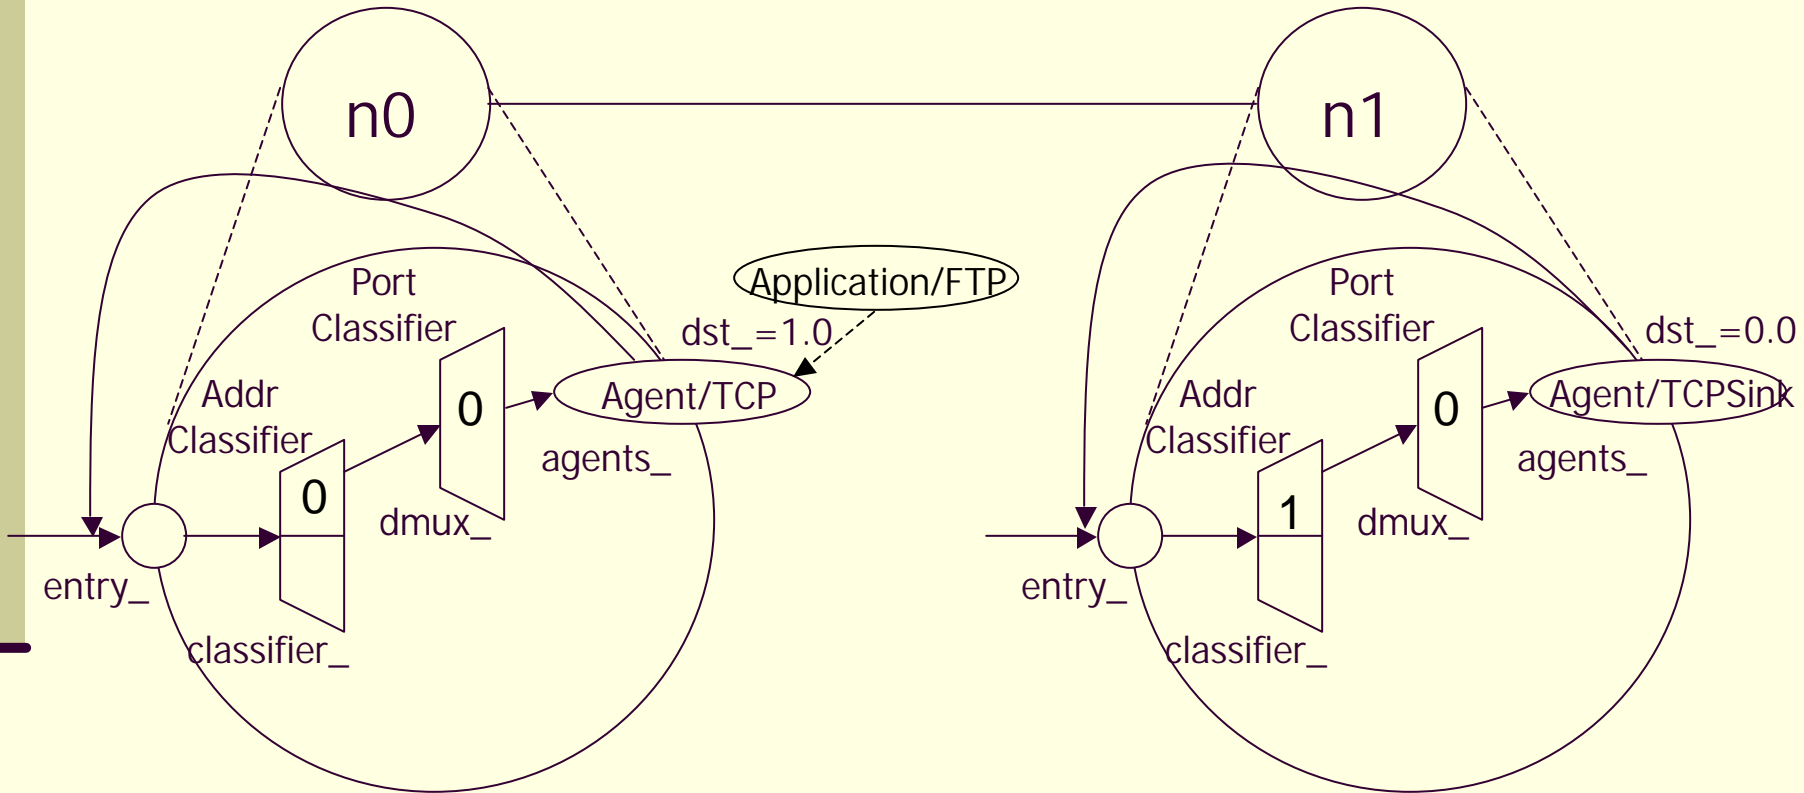 n0
n1
Port
Classifier
Application/FTP
dst_=1.0
Agent/TCP
Addr
Classifier
0
0
agents_
dmux_
entry_
classifier_
Port
Classifier
dst_=0.0
Agent/TCPSink
Addr
Classifier
0
1
agents_
dmux_
entry_
classifier_